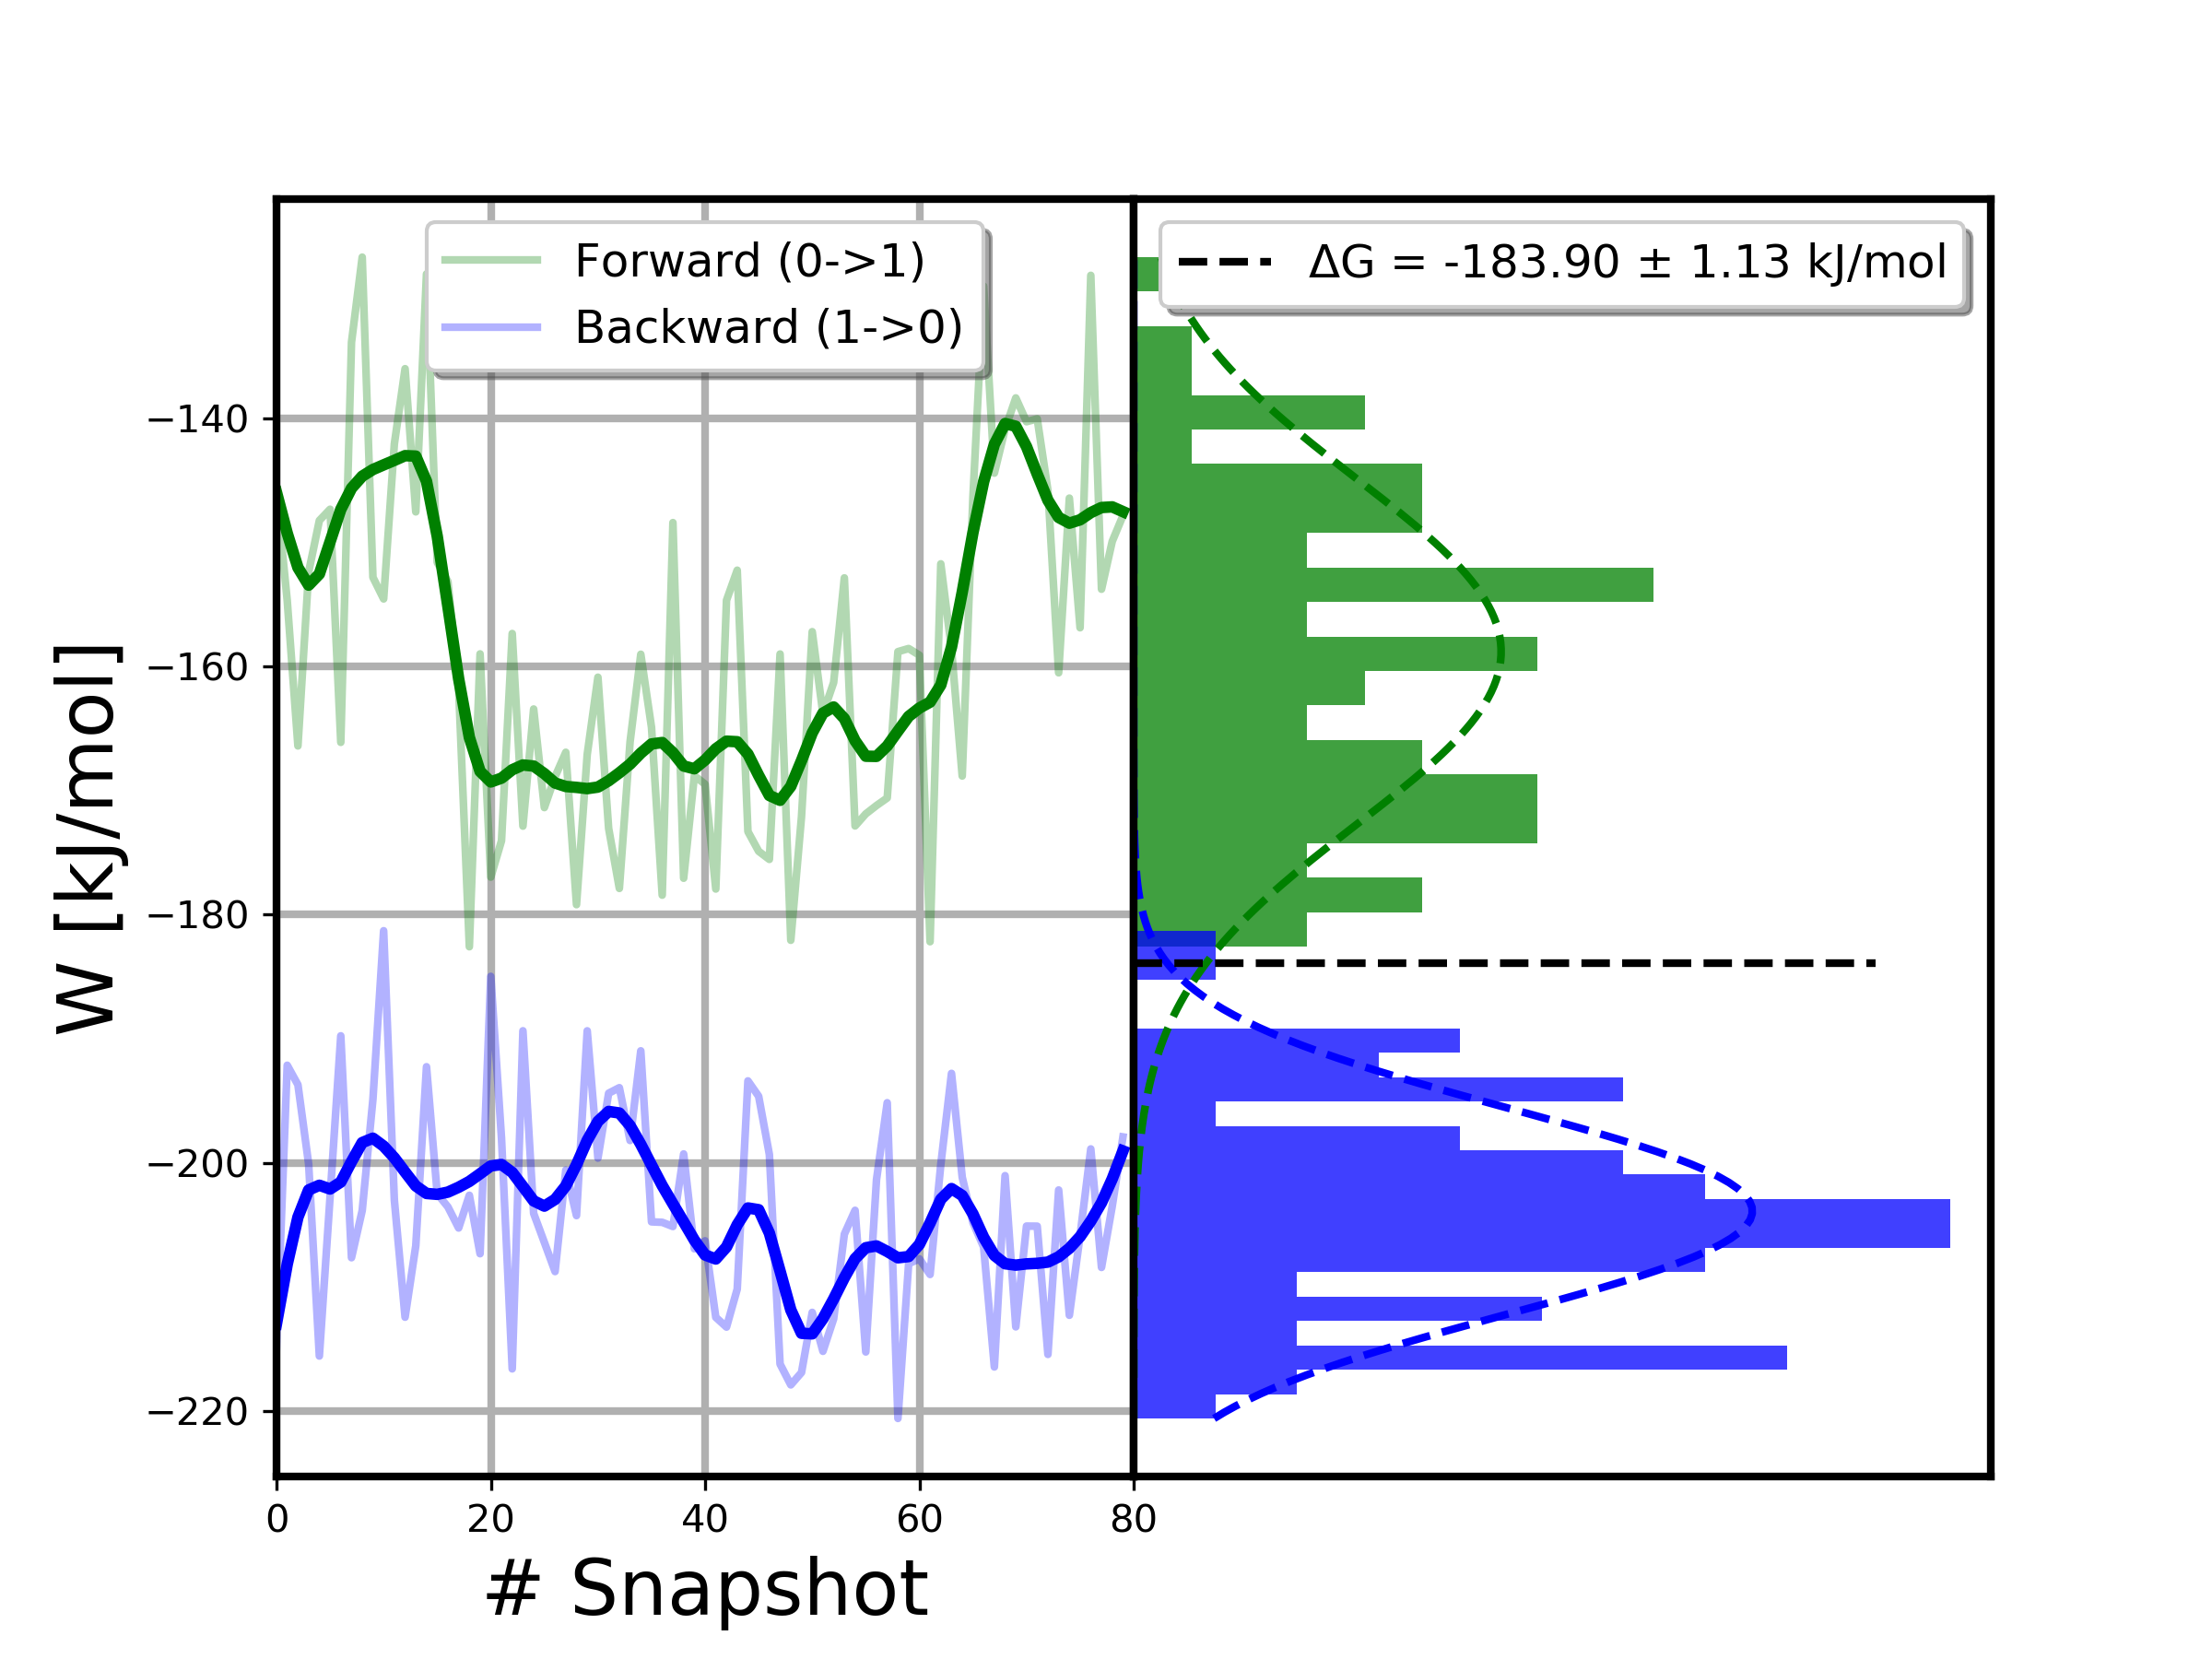 Forward (0->1)
Backward (1->0)
ΔG = -183.90 ± 1.13 kJ/mol
W [kJ/mol]
−140
−160
−180
−200
−220
0 20 40 60 80
# Snapshot